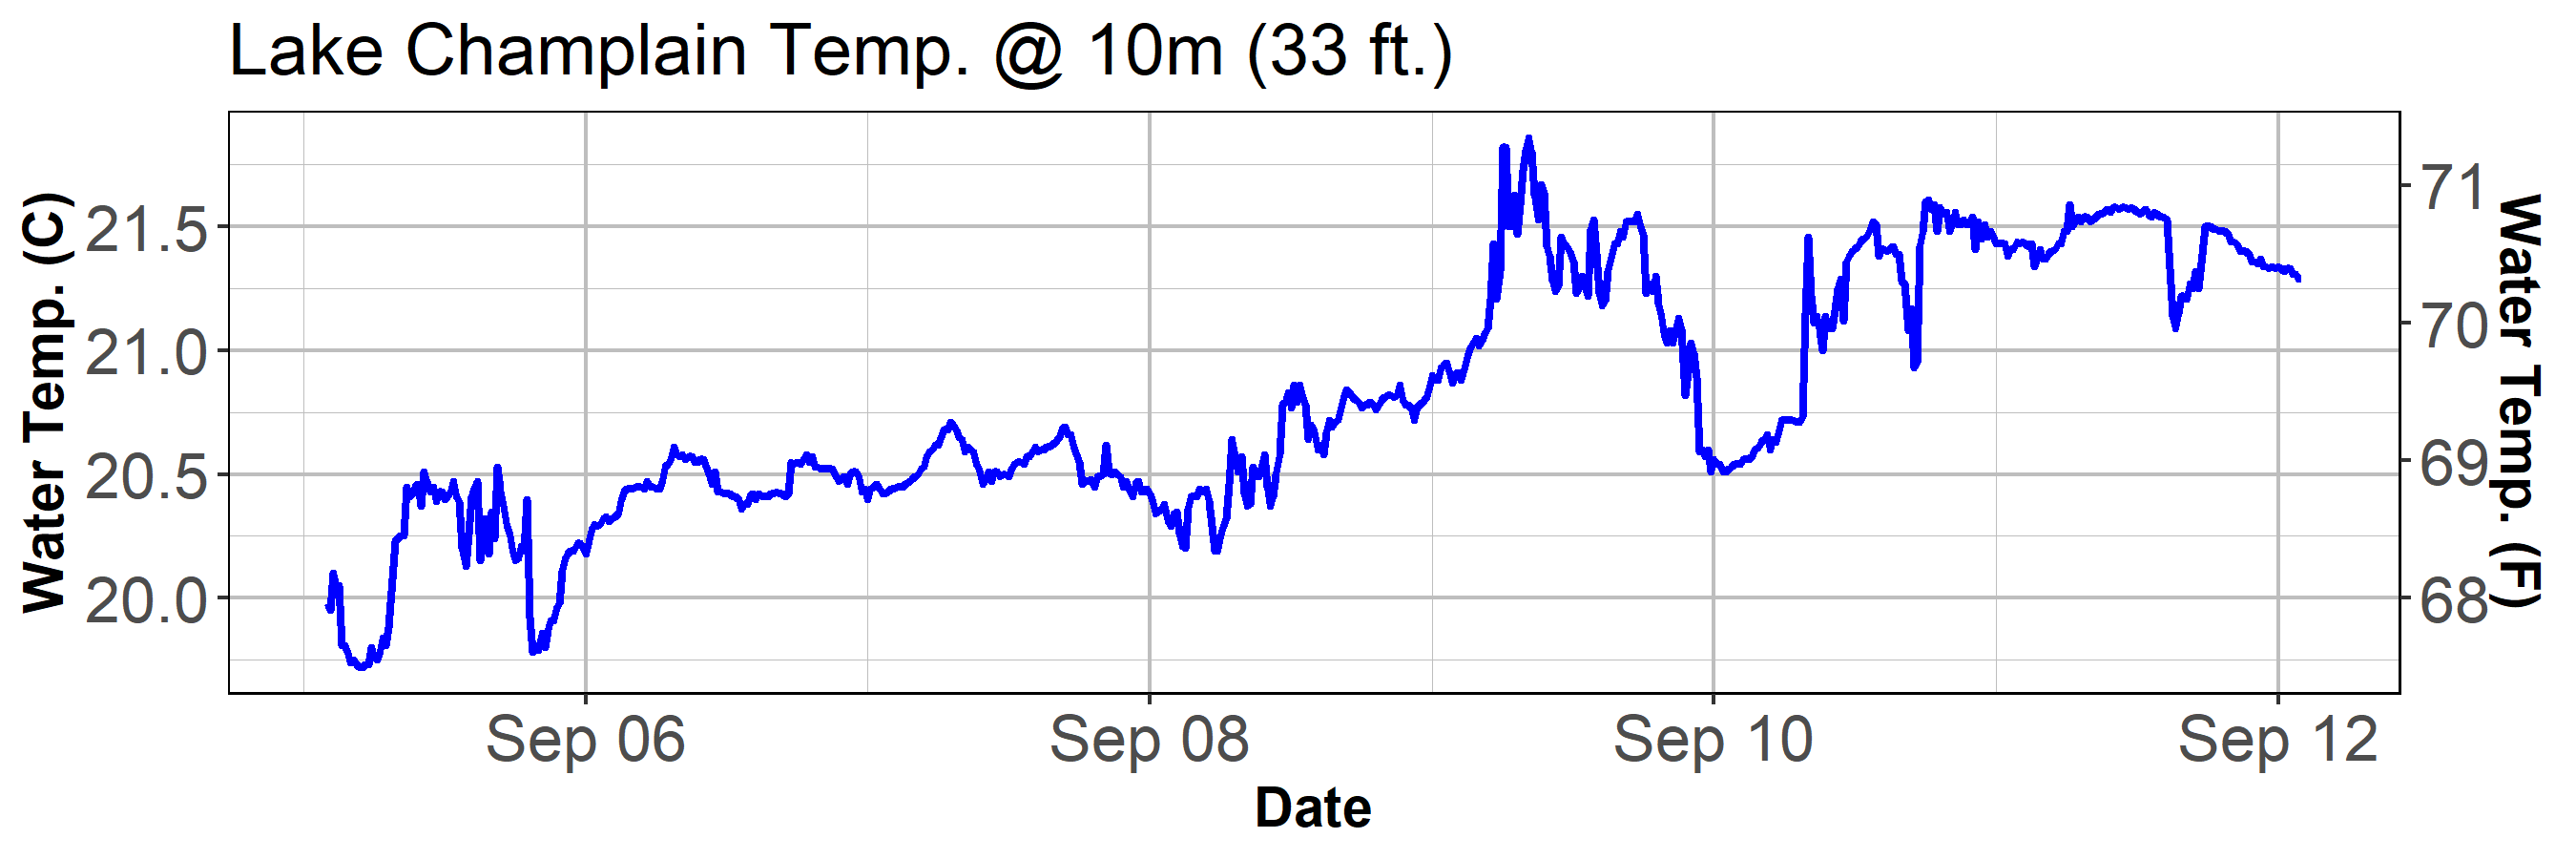 Lake Champlain Temp. @ 10m (33 ft.)
Water Temp. (C)
21.5
21.0
20.5
20.0
71
70
69
68
Water Temp. (F)
Sep 06
Sep 08
Sep 10
Sep 12
Date